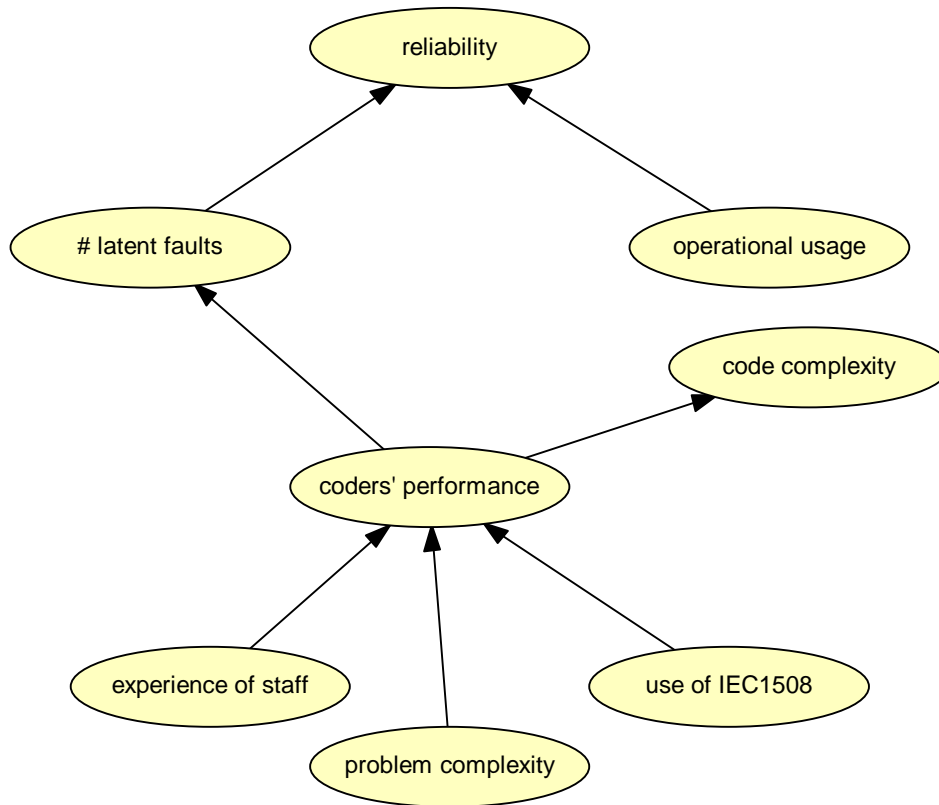 reliability
# latent faults
operational usage
code complexity
coders' performance
experience of staff
use of IEC1508
problem complexity